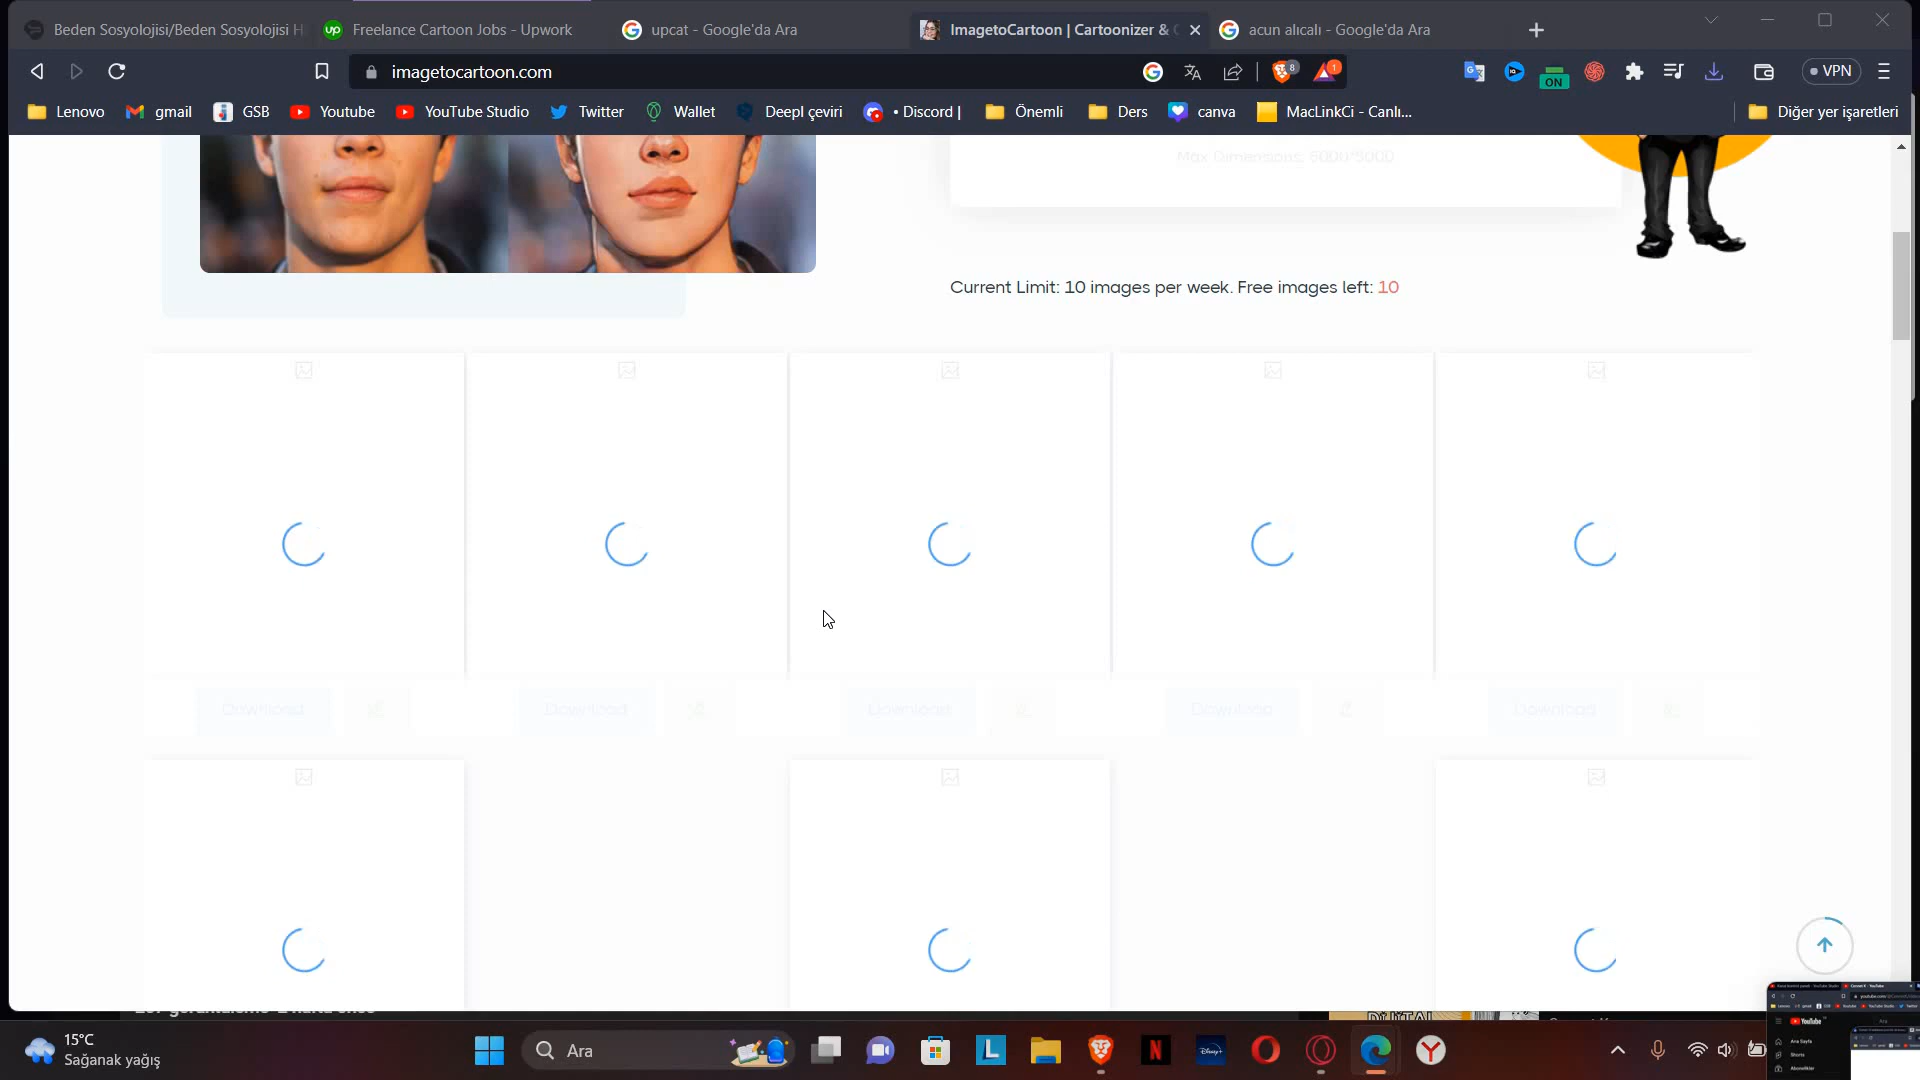 Beden Sosyolojisi/Beden Sosyolojisi H
Freelance Cartoon Jobs - Upwork
upcat - Google'da Ara
ImagetoCartoon | Cartoonizer &
acun alıcalı - Google'da Ara
imagetocartoon.com
8
1
ON
VPN
Lenovo
gmail
GSB
Youtube
YouTube Studio
Twitter
Wallet
Deepl çeviri
• Discord |
Önemli
Ders
canva
MacLinkCi - Canlı...
Diğer yer işaretleri
Max Dimensions: 5000*5000
Current Limit: 10 images per week. Free images left: 10
Download
Download
Download
Download
Download
15°C
Sağanak yağış
Ara